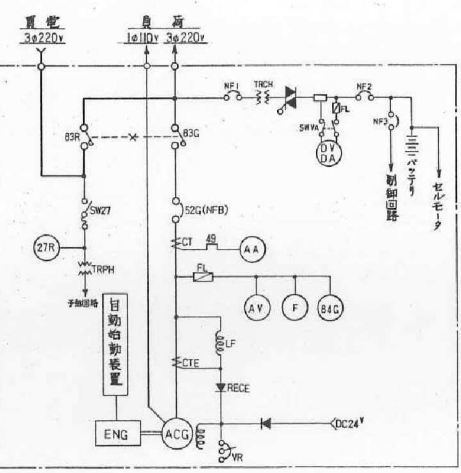 買電
負荷
3φ220V
1φ110V 3φ220V
NF1
TRCH
NF2
FL
83R
83G
SWVA
NF3
DV
DA
バッテリ
制御回路
セルモータ
SW27
52G(NFB)
27R
CT
49
AA
TRPH
FL
予熱回路
AV
F
84G
自動始動装置
LF
CTE
RECE
ENG
ACG
DC24V
VR